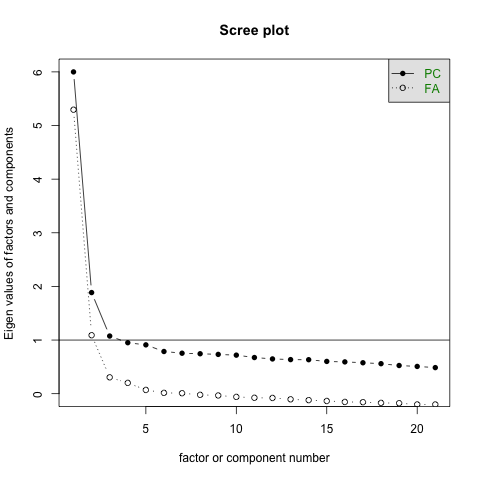 Scree plot
PC
FA
Eigen values of factors and components
6
5
4
3
2
1
0
5
10
15
20
factor or component number